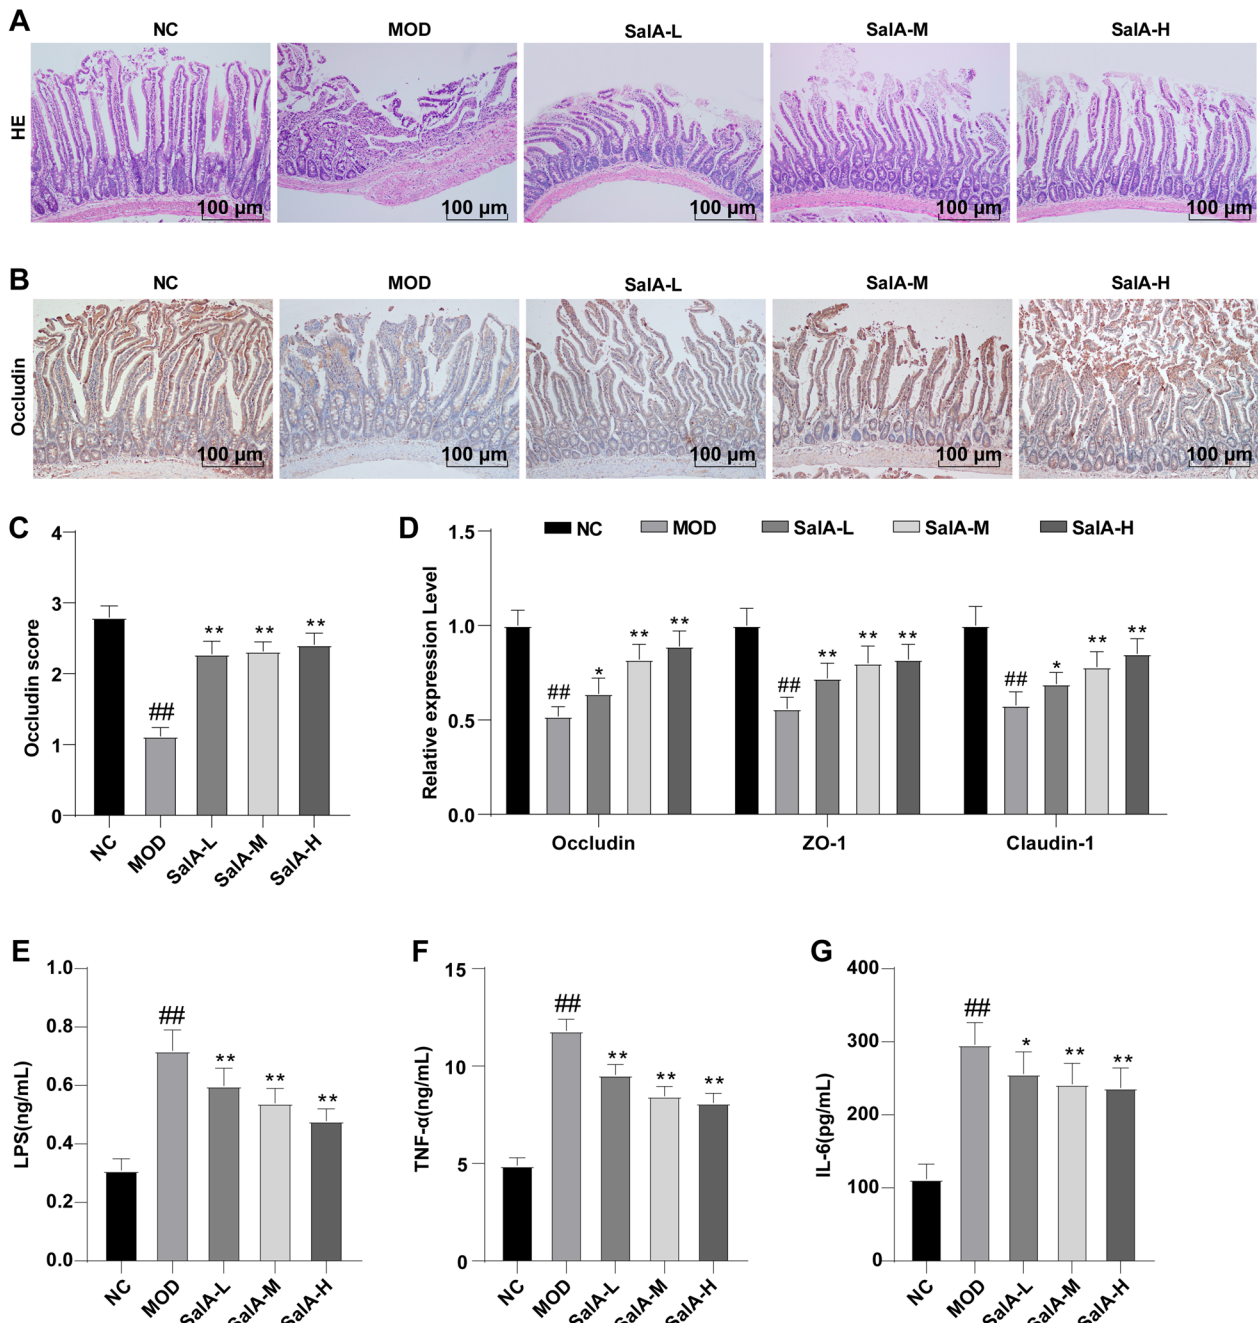 A
NC MOD SalA-L SalA-M SalA-H
HE
100 μm 100 μm 100 μm 100 μm 100 μm
B
NC MOD SalA-L SalA-M SalA-H
Occludin
100 μm 100 μm 100 μm 100 μm 100 μm
C
Occludin score
4
3
2
1
0
##
** ** **
NC MOD SalA-L SalA-M SalA-H
D
NC MOD SalA-L SalA-M SalA-H
Relative expression Level
1.5
1.0
0.5
0.0
## * ** **
## ** ** **
## * ** **
Occludin ZO-1 Claudin-1
E
LPS(ng/mL)
1.0
0.8
0.6
0.4
0.2
0.0
## ** ** **
NC MOD SalA-L SalA-M SalA-H
F
TNF-α(ng/mL)
15
10
5
0
## ** ** **
NC MOD SalA-L SalA-M SalA-H
G
IL-6(pg/mL)
400
300
200
100
0
## * ** **
NC MOD SalA-L SalA-M SalA-H